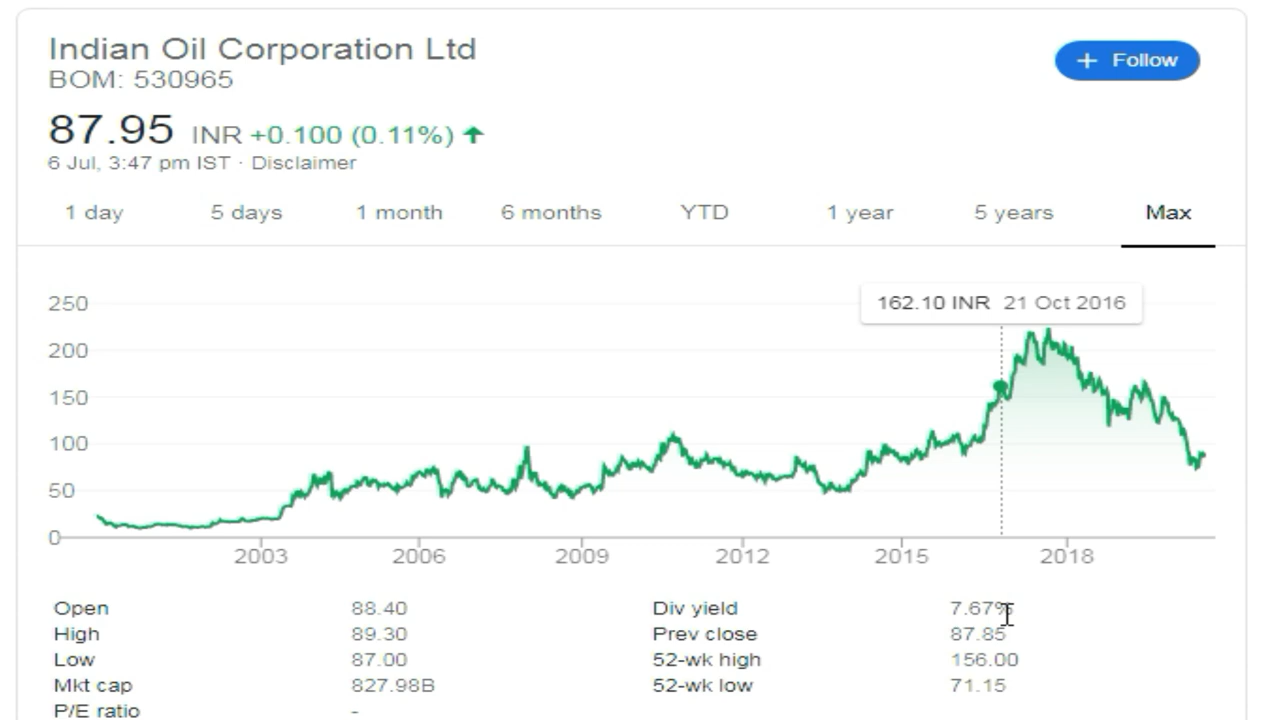 Indian Oil Corporation Ltd
BOM: 530965
+ Follow
87.95 INR +0.100 (0.11%) ↑
6 Jul, 3:47 pm IST · Disclaimer
1 day 5 days 1 month 6 months YTD 1 year 5 years Max
162.10 INR 21 Oct 2016
250
200
150
100
50
0
2003 2006 2009 2012 2015 2018
Open 88.40 Div yield 7.67%
High 89.30 Prev close 87.85
Low 87.00 52-wk high 156.00
Mkt cap 827.98B 52-wk low 71.15
P/E ratio -